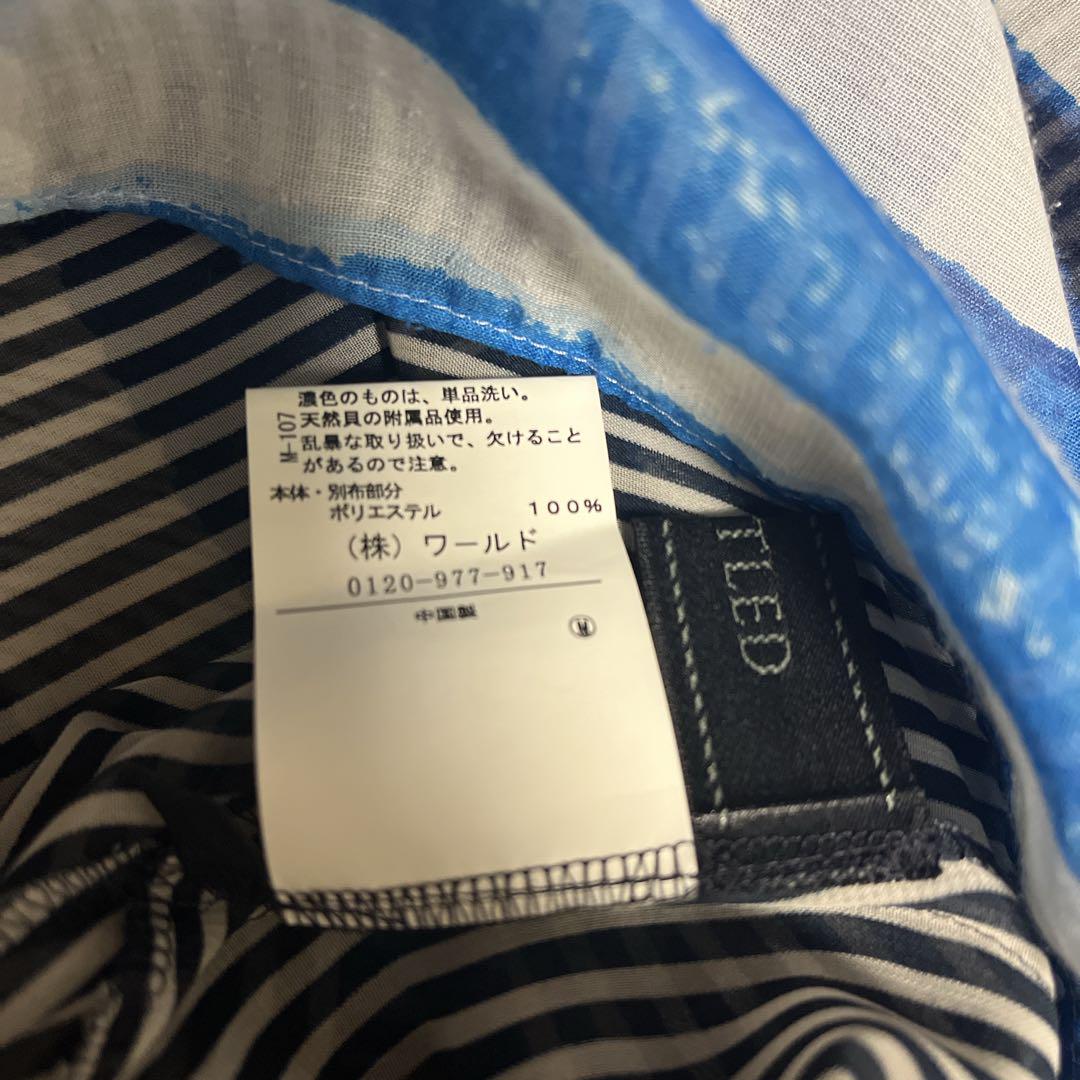 濃色のものは、単品洗い。
天然貝の附属品使用。
乱暴な取り扱いで、欠けること
があるので注意。
M-107
本体・別布部分
ポリエステル 100%
(株)ワールド
0120-977-917
中国製
TLED